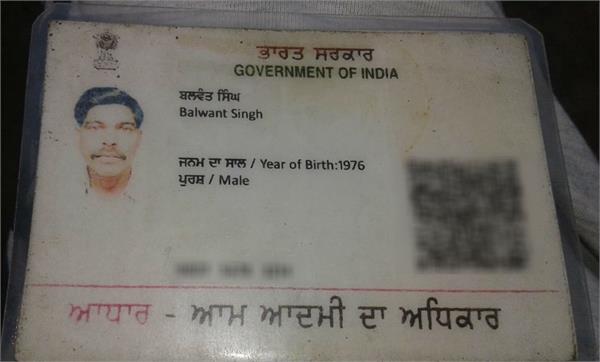 ਭਾਰਤ ਸਰਕਾਰ
GOVERNMENT OF INDIA
ਬਲਵੰਤ ਸਿੰਘ
Balwant Singh
ਜਨਮ ਦਾ ਸਾਲ / Year of Birth:1976
ਪੁਰਸ਼ / Male
ਆਧਾਰ - ਆਮ ਆਦਮੀ ਦਾ ਅਧਿਕਾਰ